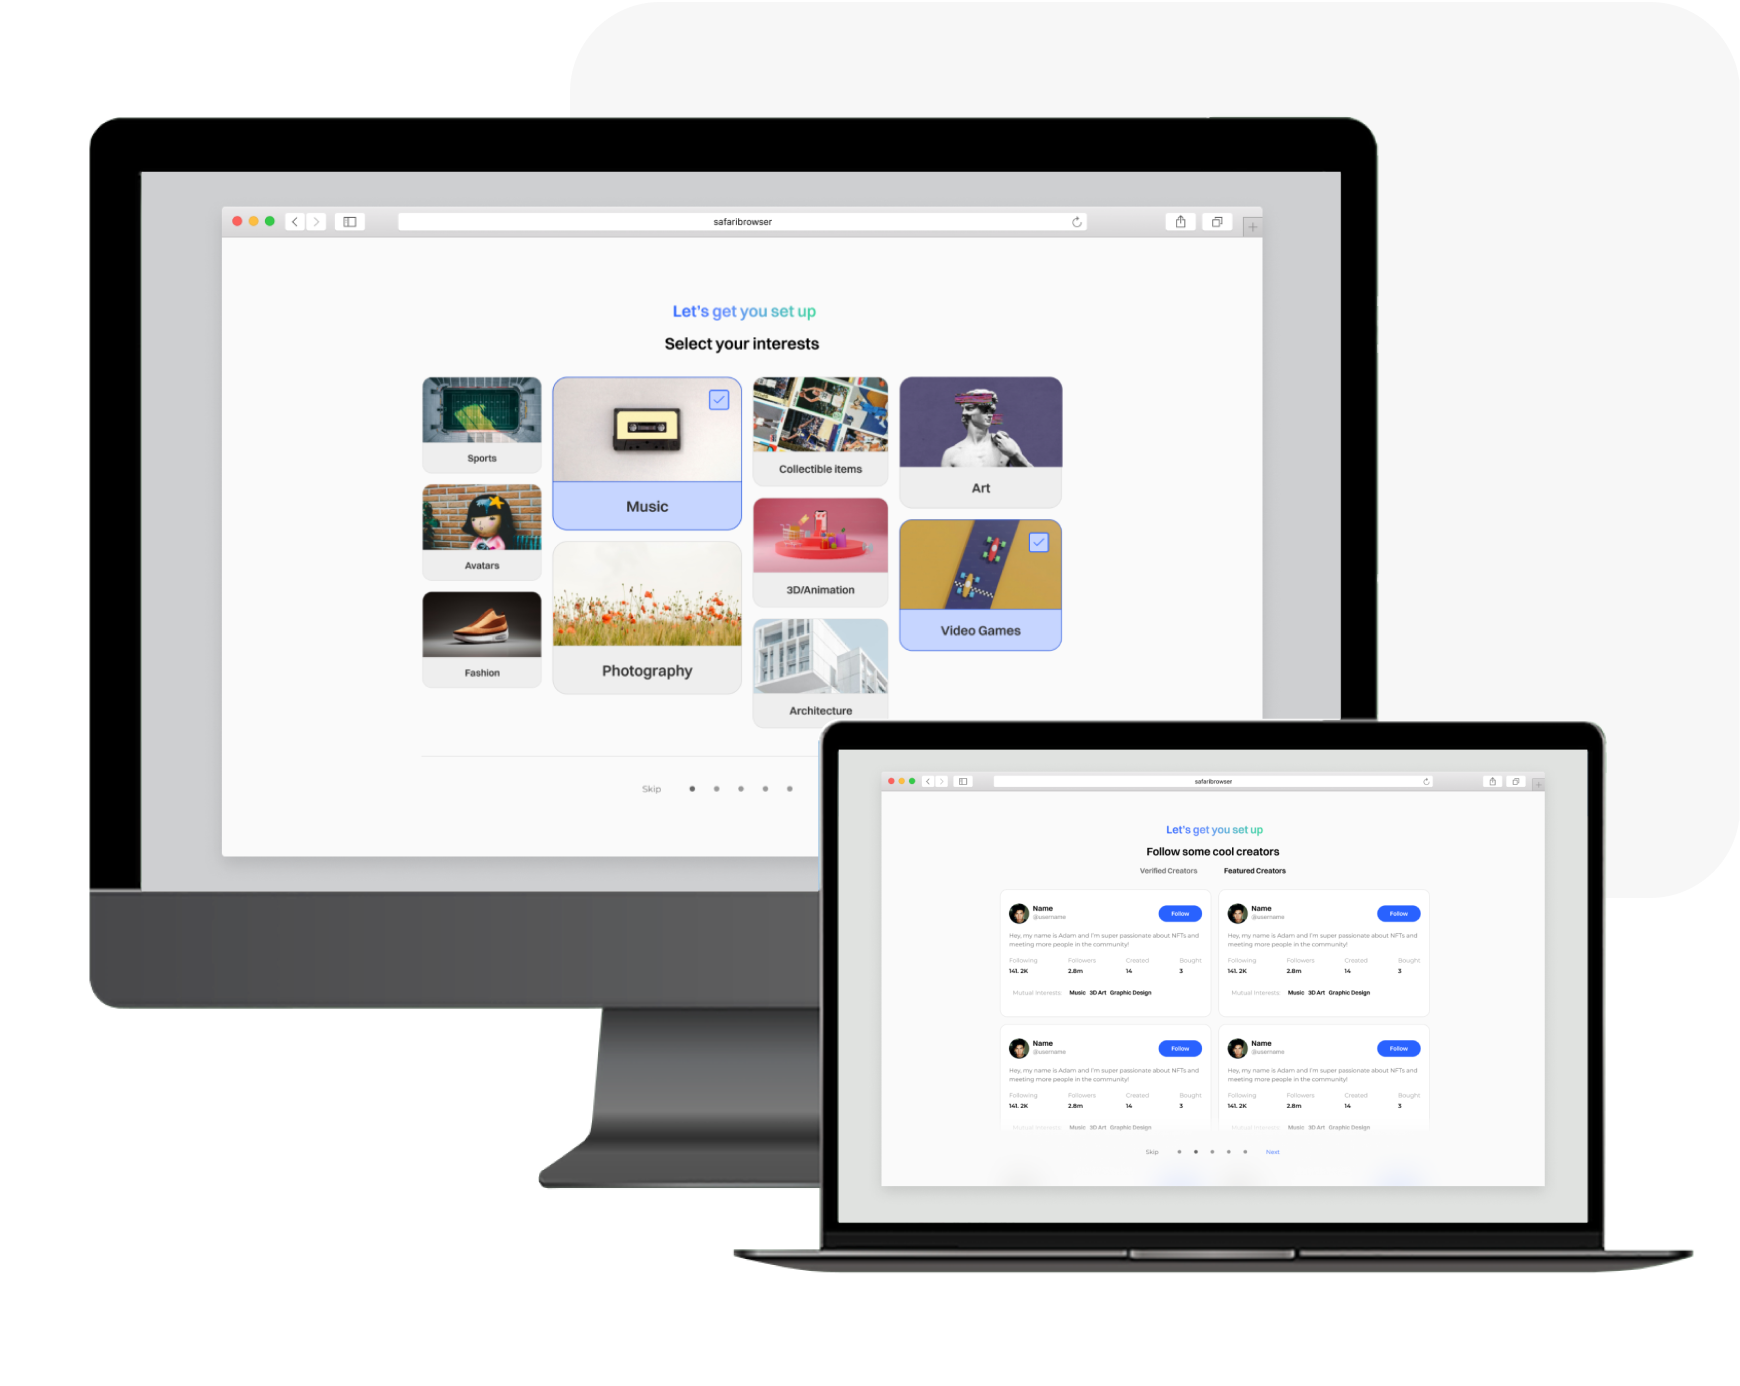 safaribrowser
Let's get you set up
Select your interests
Sports
Music
Collectible items
Art
Avatars
3D/Animation
Video Games
Fashion
Photography
Architecture
Skip
safaribrowser
Let's get you set up
Follow some cool creators
Verified Creators Featured Creators
Name
@username
Follow
Hey, my name is Adam and I'm super passionate about NFTs and
meeting more people in the community!
Following Followers Created Bought
141. 2K 2.8m 14 3
Mutual Interests Music 3D Art Graphic Design
Name
@username
Follow
Hey, my name is Adam and I'm super passionate about NFTs and
meeting more people in the community!
Following Followers Created Bought
141. 2K 2.8m 14 3
Mutual Interests Music 3D Art Graphic Design
Name
@username
Follow
Hey, my name is Adam and I'm super passionate about NFTs and
meeting more people in the community!
Following Followers Created Bought
141. 2K 2.8m 14 3
Mutual Interests Music 3D Art Graphic Design
Name
@username
Follow
Hey, my name is Adam and I'm super passionate about NFTs and
meeting more people in the community!
Following Followers Created Bought
141. 2K 2.8m 14 3
Mutual Interests Music 3D Art Graphic Design
Skip Next